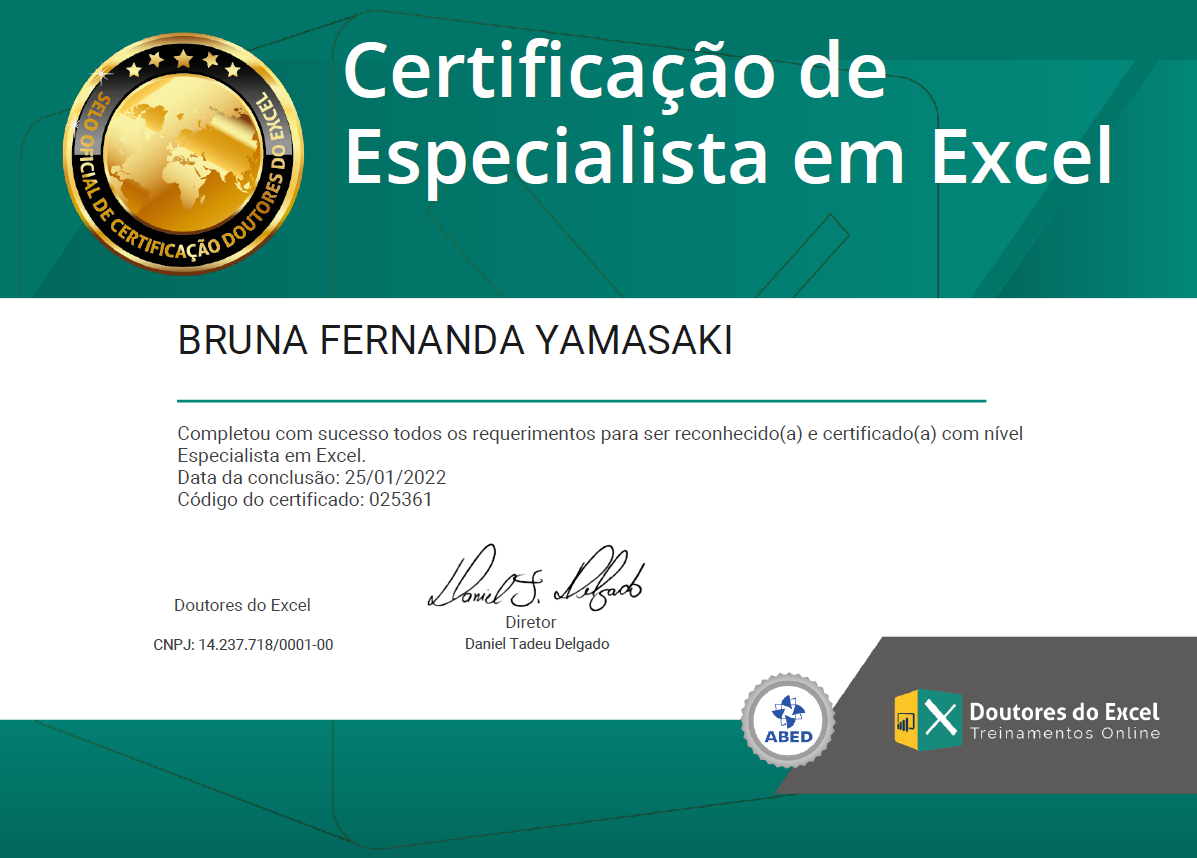 SELO OFICIAL DE CERTIFICAÇÃO DOUTORES DO EXCEL
Certificação de
Especialista em Excel
BRUNA FERNANDA YAMASAKI
Completou com sucesso todos os requerimentos para ser reconhecido(a) e certificado(a) com nível
Especialista em Excel.
Data da conclusão: 25/01/2022
Código do certificado: 025361
Daniel T. Delgado
Doutores do Excel
Diretor
CNPJ: 14.237.718/0001-00
Daniel Tadeu Delgado
ABED
Doutores do Excel
Treinamentos Online